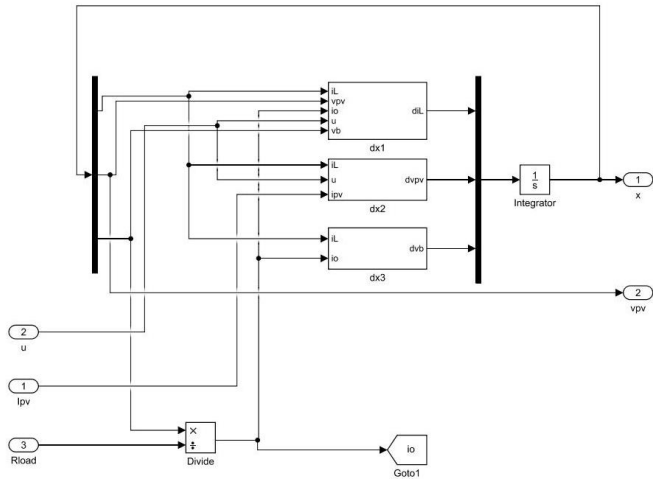 iL
vpv
io
u
vb
diL
dx1
iL
u
ipv
dvpv
dx2
iL
io
dvb
dx3
1
s
Integrator
1
x
2
vpv
2
u
1
Ipv
3
Rload
×
÷
Divide
io
Goto1